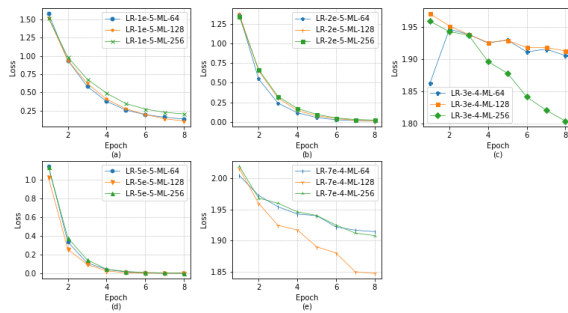 LR-1e-5-ML-64
LR-1e-5-ML-128
LR-1e-5-ML-256
1.50
1.25
1.00
0.75
0.50
0.25
Loss
2 4 6 8
Epoch
(a)
LR-2e-5-ML-64
LR-2e-5-ML-128
LR-2e-5-ML-256
1.25
1.00
0.75
0.50
0.25
0.00
Loss
2 4 6 8
Epoch
(b)
1.95
1.90
1.85
1.80
Loss
LR-3e-4-ML-64
LR-3e-4-ML-128
LR-3e-4-ML-256
2 4 6 8
Epoch
(c)
LR-5e-5-ML-64
LR-5e-5-ML-128
LR-5e-5-ML-256
1.0
0.8
0.6
0.4
0.2
0.0
Loss
2 4 6 8
Epoch
(d)
LR-7e-4-ML-64
LR-7e-4-ML-128
LR-7e-4-ML-256
2.00
1.95
1.90
1.85
Loss
2 4 6 8
Epoch
(e)